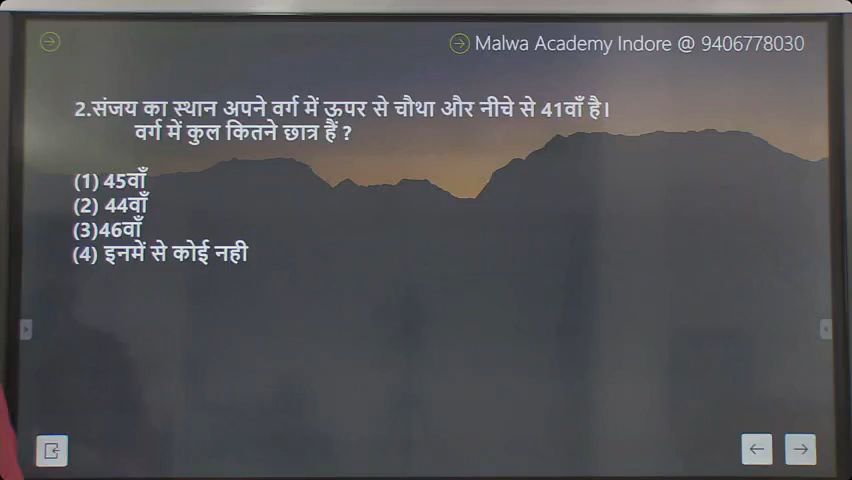 Malwa Academy Indore @ 9406778030
2.संजय का स्थान अपने वर्ग में ऊपर से चौथा और नीचे से 41वाँ है।
वर्ग में कुल कितने छात्र हैं ?
(1) 45वाँ
(2) 44वाँ
(3)46वाँ
(4) इनमें से कोई नही